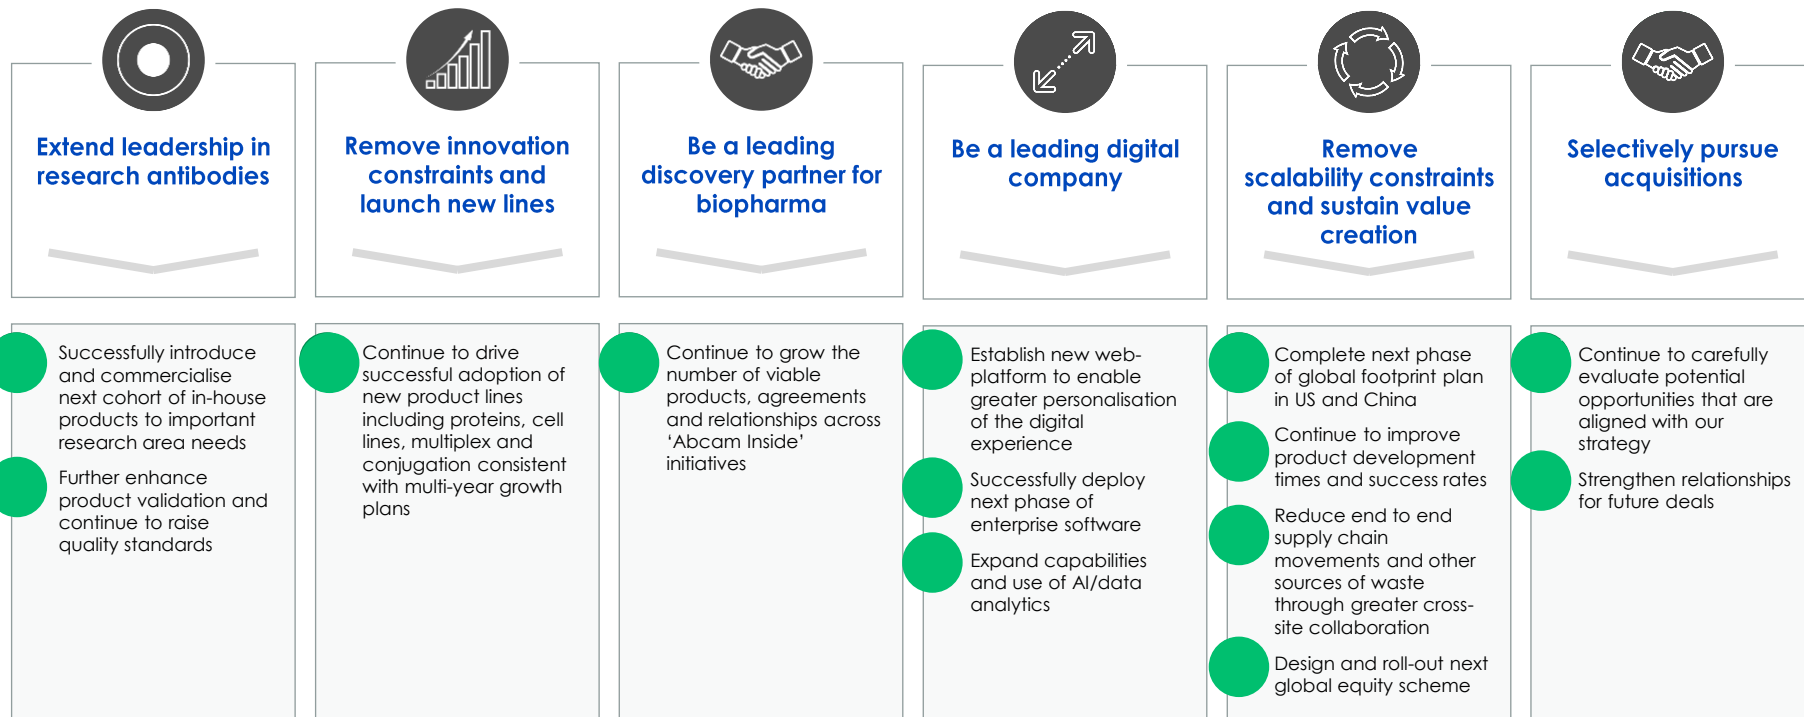 Extend leadership in
research antibodies
Successfully introduce
and commercialise
next cohort of in-house
products to important
research area needs
Further enhance
product validation and
continue to raise
quality standards
Remove innovation
constraints and
launch new lines
Continue to drive
successful adoption of
new product lines
including proteins, cell
lines, multiplex and
conjugation consistent
with multi-year growth
plans
Be a leading
discovery partner for
biopharma
Continue to grow the
number of viable
products, agreements
and relationships across
‘Abcam Inside’
initiatives
Be a leading digital
company
Establish new web-
platform to enable
greater personalisation
of the digital
experience
Successfully deploy
next phase of
enterprise software
Expand capabilities
and use of AI/data
analytics
Remove
scalability constraints
and sustain value
creation
Complete next phase
of global footprint plan
in US and China
Continue to improve
product development
times and success rates
Reduce end to end
supply chain
movements and other
sources of waste
through greater cross-
site collaboration
Design and roll-out next
global equity scheme
Selectively pursue
acquisitions
Continue to carefully
evaluate potential
opportunities that are
aligned with our
strategy
Strengthen relationships
for future deals